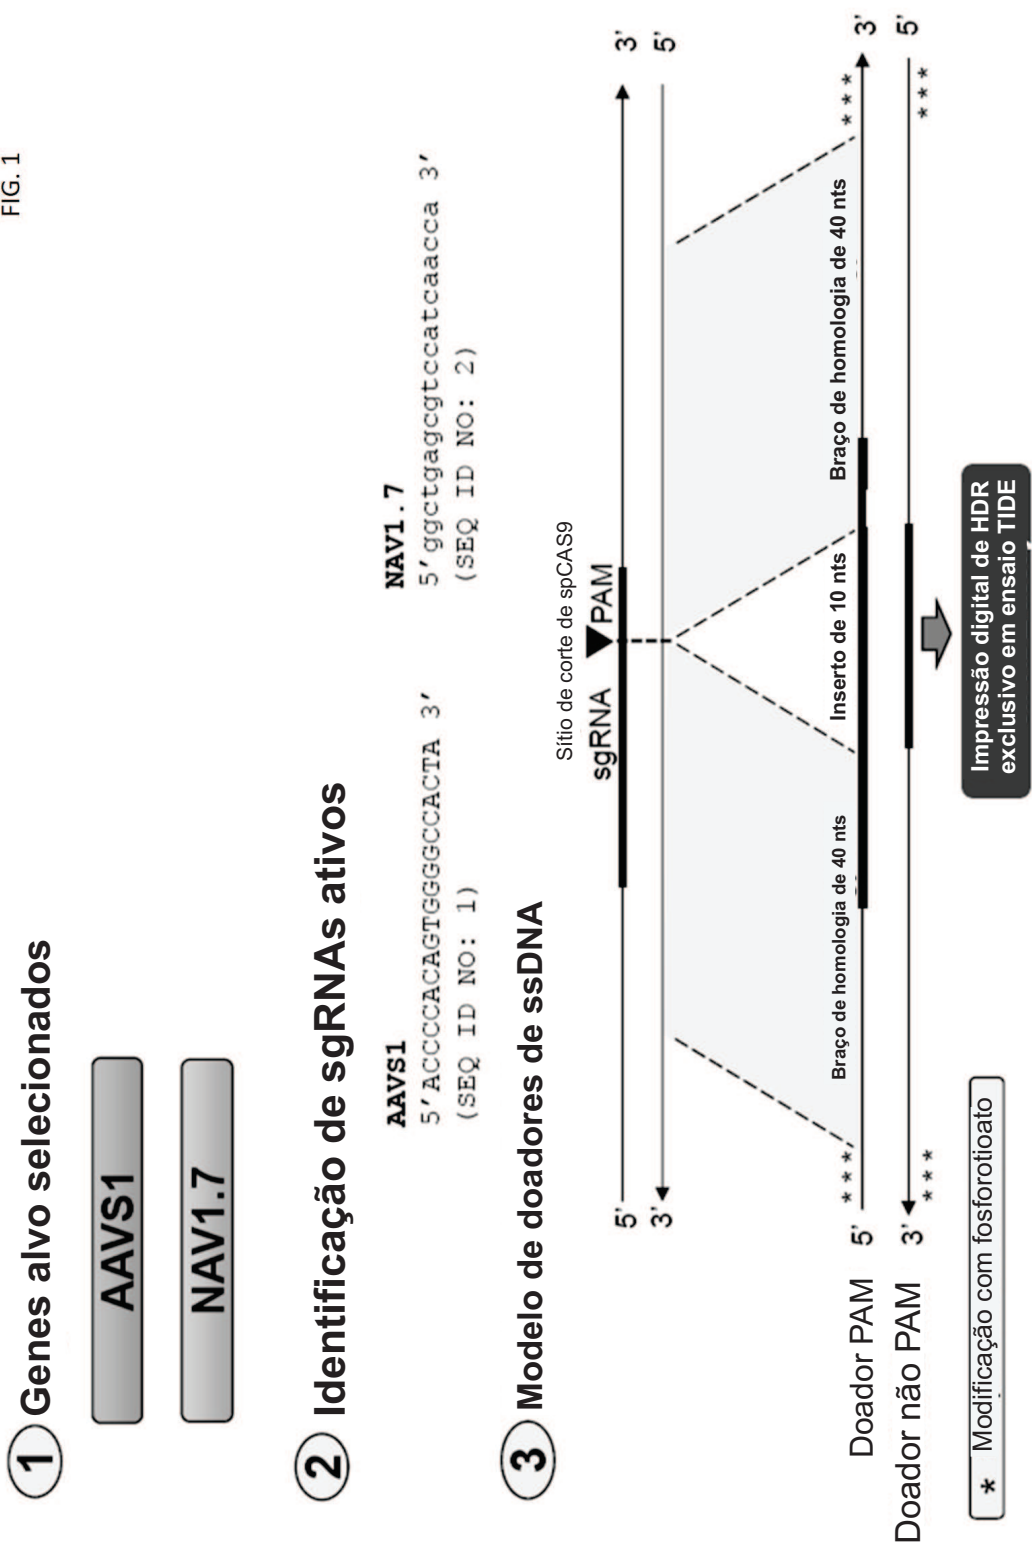 FIG. 1
1 Genes alvo selecionados
AAVS1
NAV1.7
2 Identificação de sgRNAs ativos
AAVS1
5′ACCCCACAGTGGGGCCACTA 3′
(SEQ ID NO: 1)
NAV1.7
5′ggctgagcgtccatcaacca 3′
(SEQ ID NO: 2)
3 Modelo de doadores de ssDNA
Sítio de corte de spCAS9
sgRNA PAM
5' 3'
3' 5'
Braço de homologia de 40 nts Inserto de 10 nts Braço de homologia de 40 nts
*** ***
Doador PAM 5' 3'
Doador não PAM 3' 5'
*** ***
Impressão digital de HDR
exclusivo em ensaio TIDE
* Modificação com fosforotioato